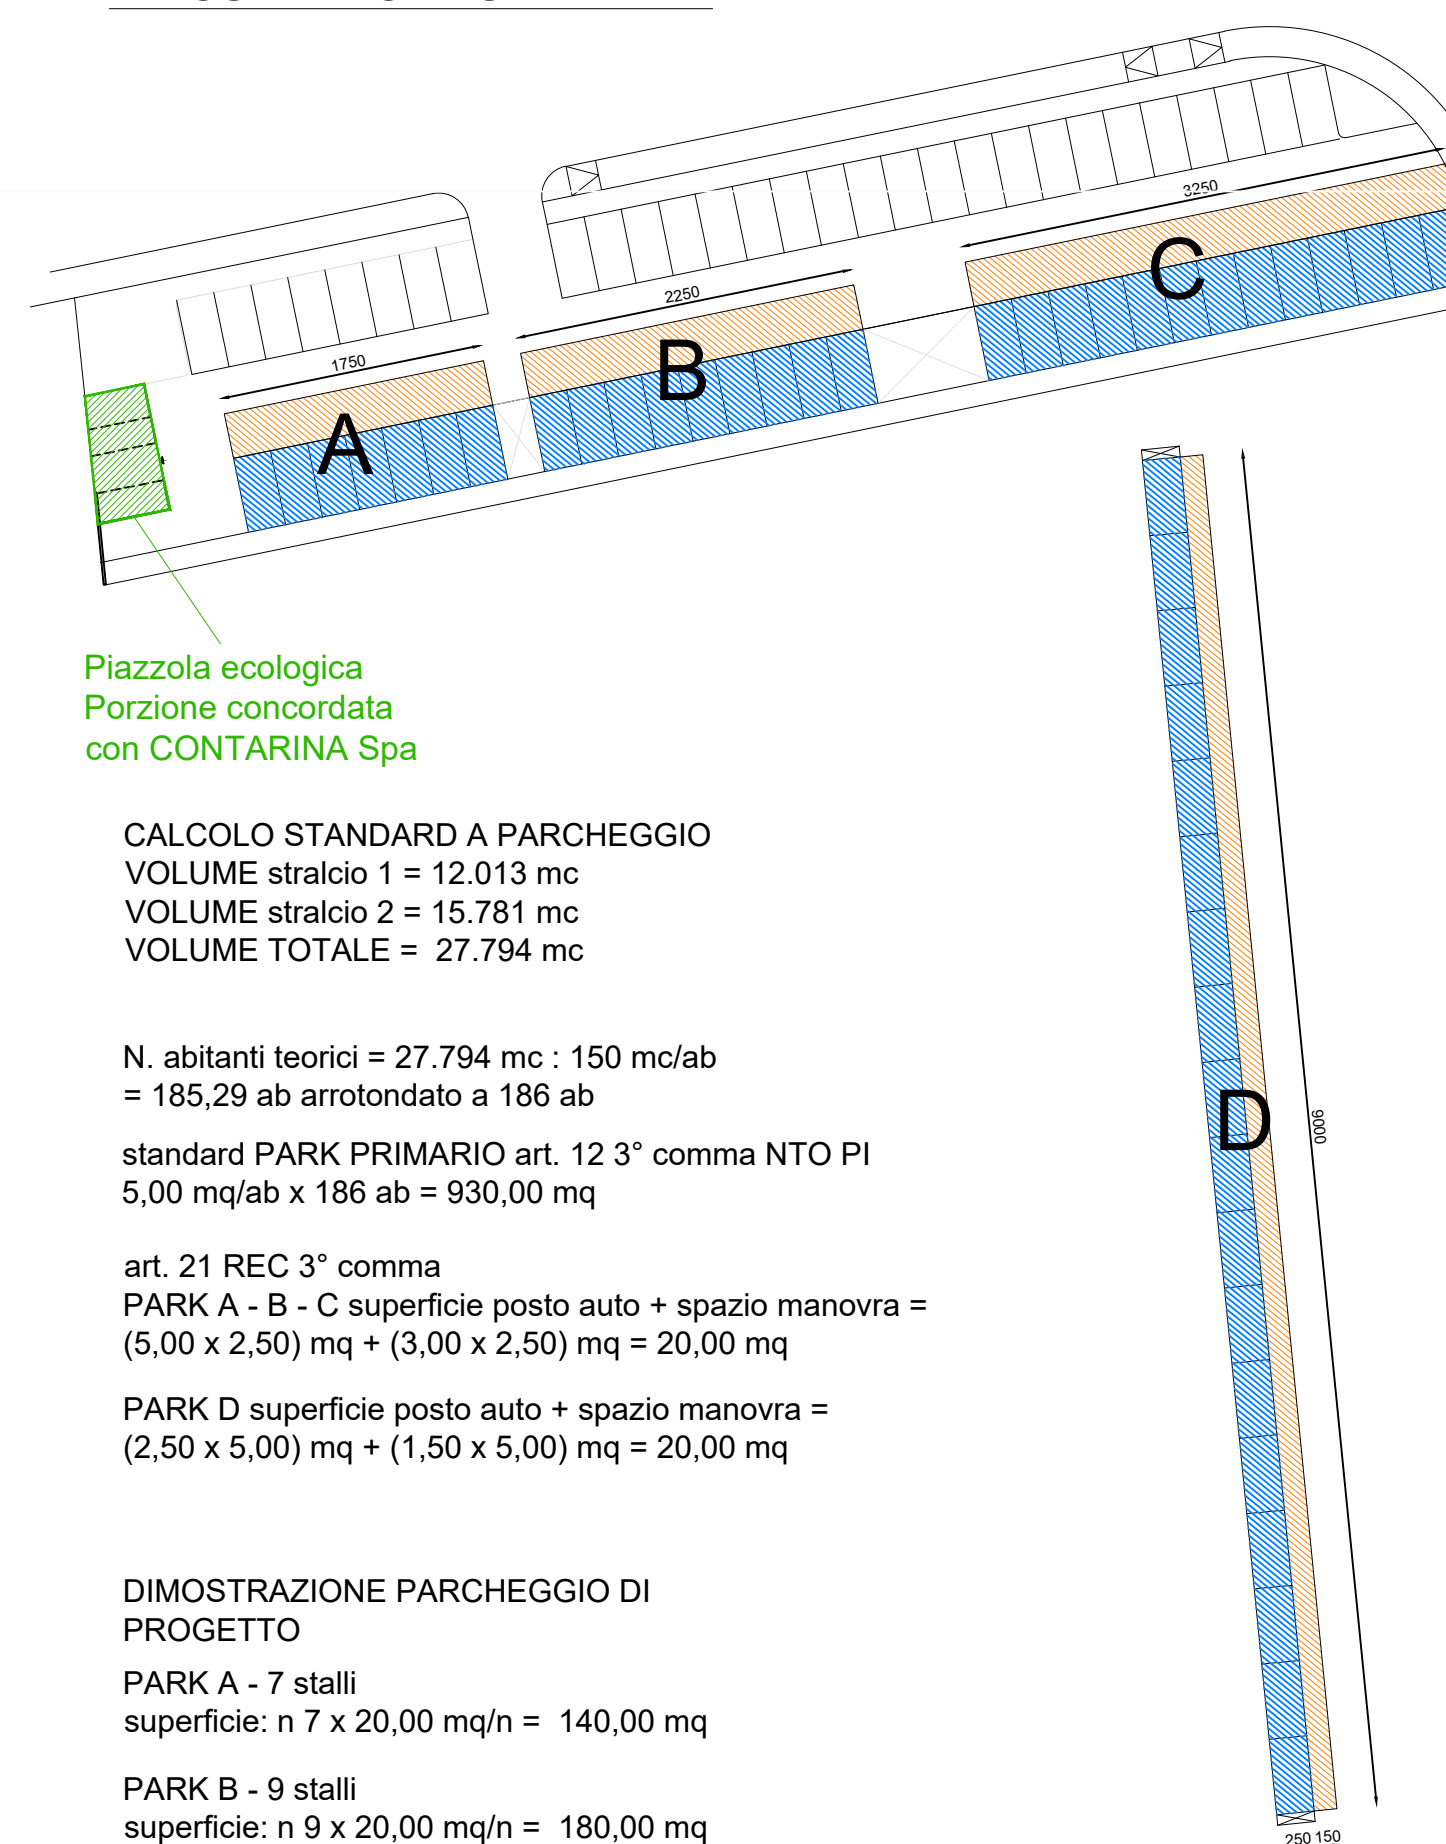 3250
C
2250
B
1750
A
Piazzola ecologica
Porzione concordata
con CONTARINA Spa
CALCOLO STANDARD A PARCHEGGIO
VOLUME stralcio 1 = 12.013 mc
VOLUME stralcio 2 = 15.781 mc
VOLUME TOTALE =  27.794 mc
N. abitanti teorici = 27.794 mc : 150 mc/ab
= 185,29 ab arrotondato a 186 ab
standard PARK PRIMARIO art. 12 3° comma NTO PI
5,00 mq/ab x 186 ab = 930,00 mq
art. 21 REC 3° comma
PARK A - B - C superficie posto auto + spazio manovra =
(5,00 x 2,50) mq + (3,00 x 2,50) mq = 20,00 mq
PARK D superficie posto auto + spazio manovra =
(2,50 x 5,00) mq + (1,50 x 5,00) mq = 20,00 mq
DIMOSTRAZIONE PARCHEGGIO DI
PROGETTO
PARK A - 7 stalli
superficie: n 7 x 20,00 mq/n =  140,00 mq
PARK B - 9 stalli
superficie: n 9 x 20,00 mq/n =  180,00 mq
D
9000
250 150